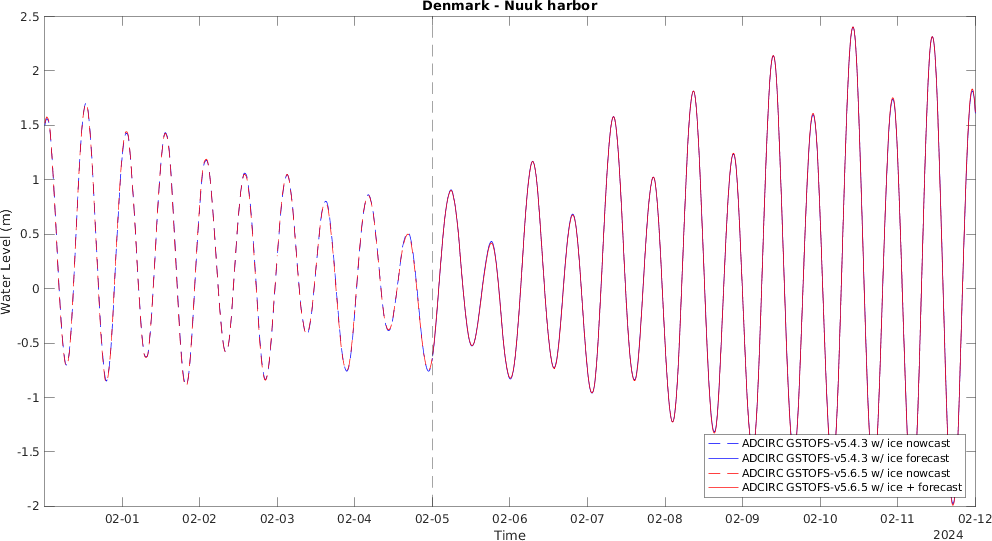 Denmark - Nuuk harbor
2.5
2
1.5
1
0.5
0
-0.5
-1
-1.5
-2
Water Level (m)
ADCIRC GSTOFS-v5.4.3 w/ ice nowcast
ADCIRC GSTOFS-v5.4.3 w/ ice forecast
ADCIRC GSTOFS-v5.6.5 w/ ice nowcast
ADCIRC GSTOFS-v5.6.5 w/ ice + forecast
02-01 02-02 02-03 02-04 02-05 02-06 02-07 02-08 02-09 02-10 02-11 02-12
Time
2024